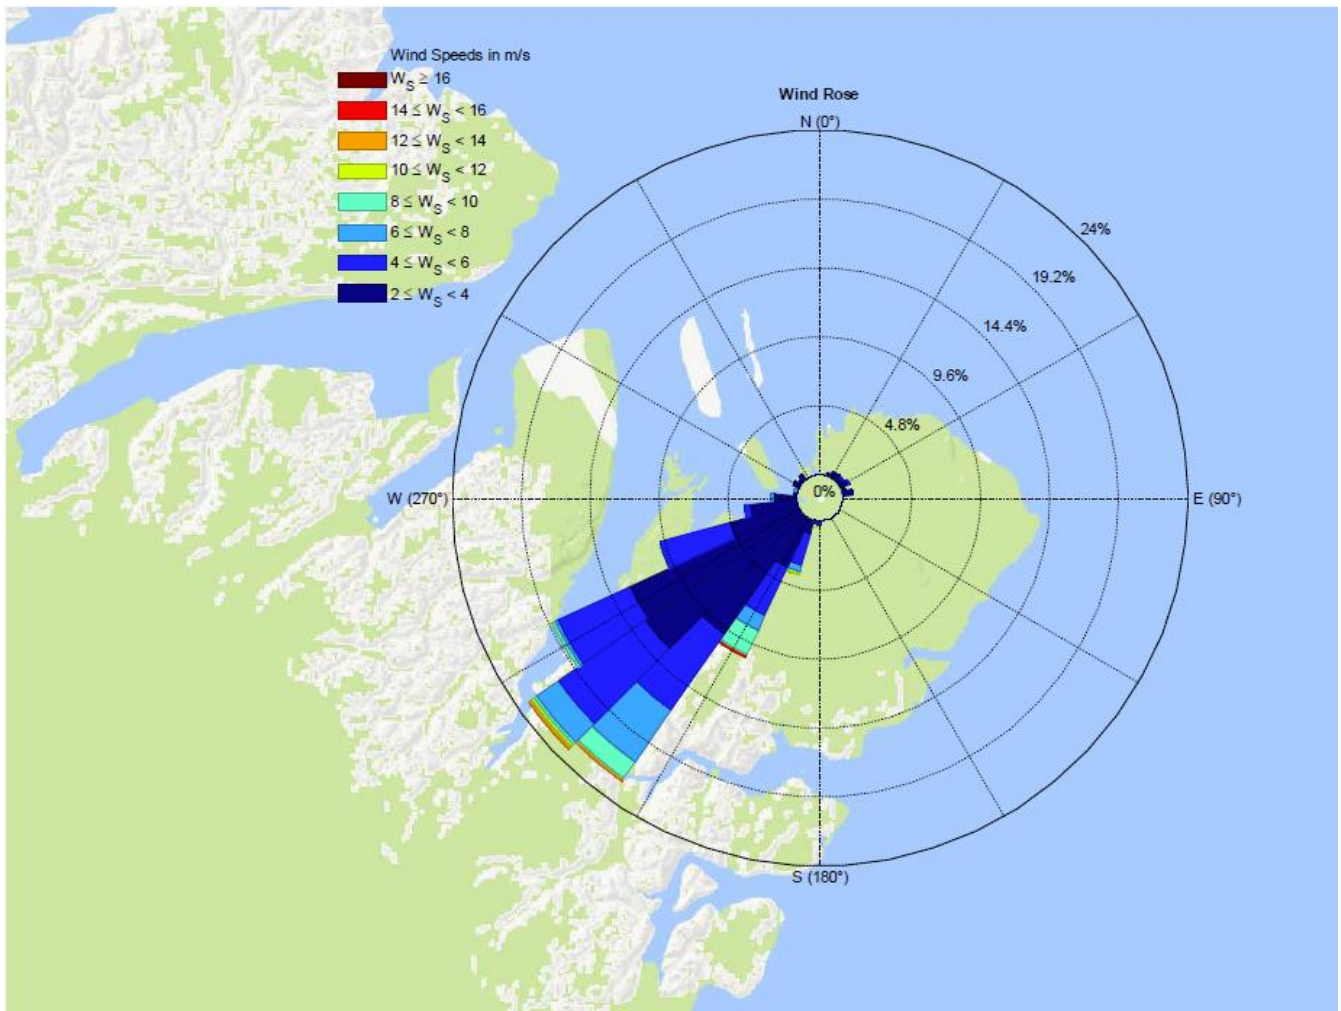 Wind Speeds in m/s
W_S ≥ 16
14 ≤ W_S < 16
12 ≤ W_S < 14
10 ≤ W_S < 12
8 ≤ W_S < 10
6 ≤ W_S < 8
4 ≤ W_S < 6
2 ≤ W_S < 4
Wind Rose
N (0°)
24%
19.2%
14.4%
9.6%
4.8%
0%
W (270°)
E (90°)
S (180°)